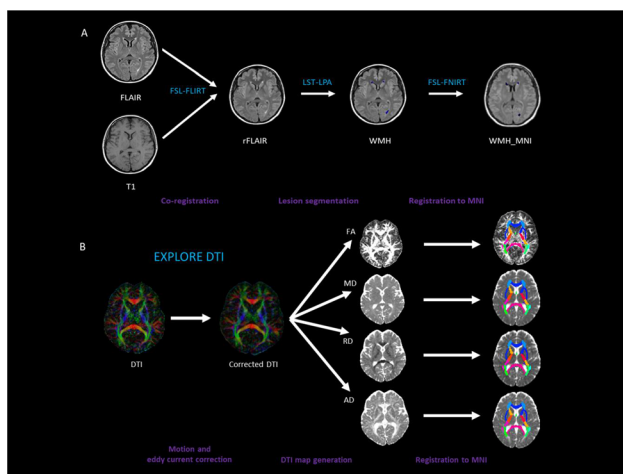 A
FLAIR
T1
FSL-FLIRT
rFLAIR
LST-LPA
WMH
FSL-FNIRT
WMH_MNI
Co-registration
Lesion segmentation
Registration to MNI
B
EXPLORE DTI
DTI
Corrected DTI
FA
MD
RD
AD
Motion and
eddy current correction
DTI map generation
Registration to MNI